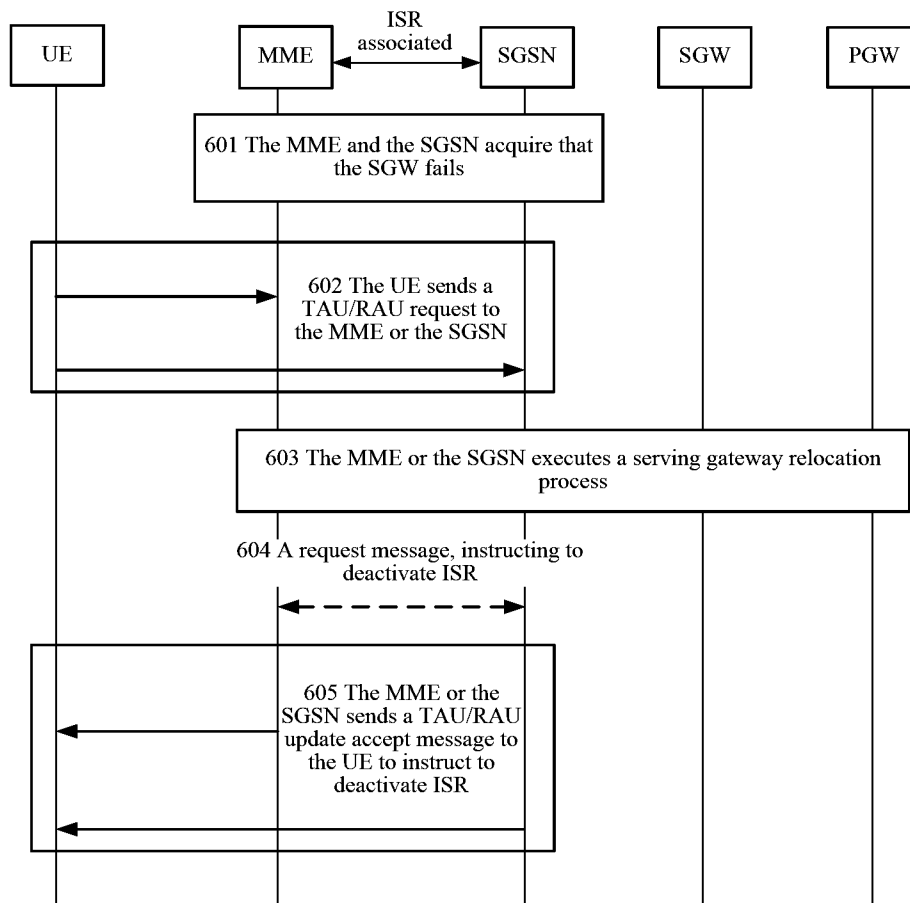 ISR
associated
UE
MME
SGSN
SGW
PGW
601 The MME and the SGSN acquire that
the SGW fails
602 The UE sends a
TAU/RAU request to
the MME or the SGSN
603 The MME or the SGSN executes a serving gateway relocation
process
604 A request message, instructing to
deactivate ISR
605 The MME or the
SGSN sends a TAU/RAU
update accept message to
the UE to instruct to
deactivate ISR